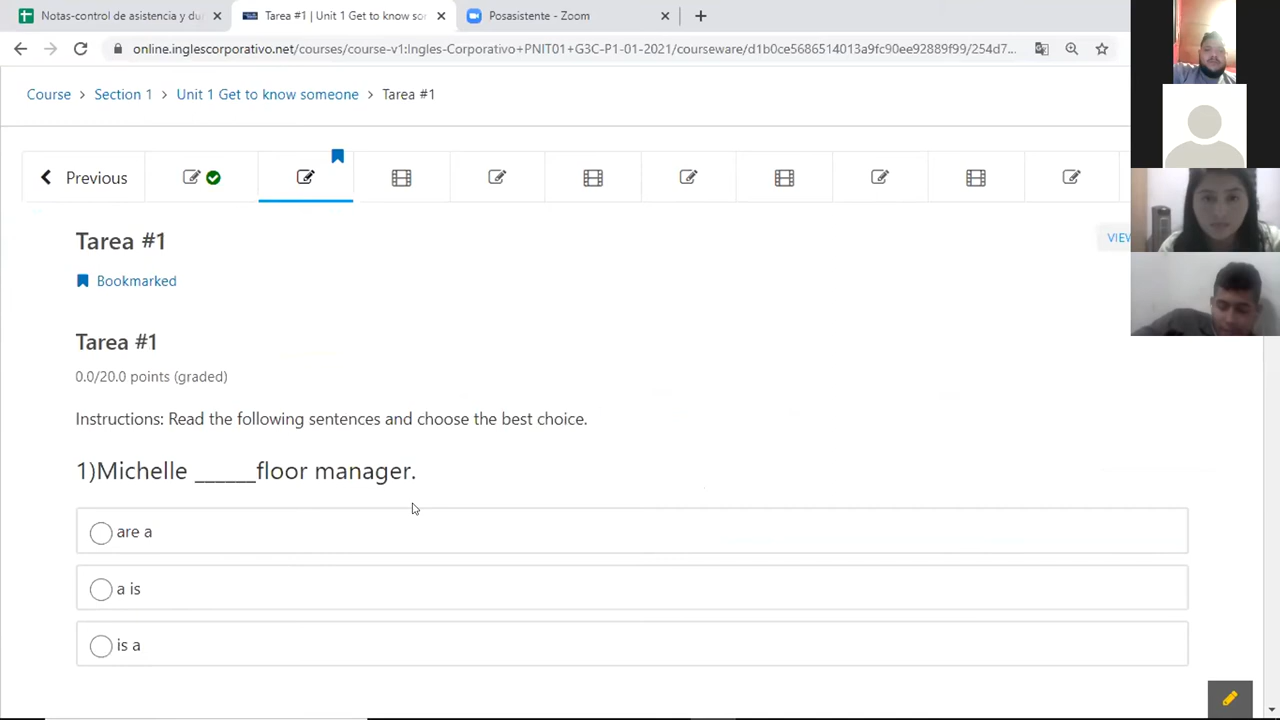 Notas-control de asistencia y du
Tarea #1 | Unit 1 Get to know so
Posasistente - Zoom
online.inglescorporativo.net/courses/course-v1:Ingles-Corporativo+PNIT01+G3C-P1-01-2021/courseware/d1b0ce5686514013a9fc90ee92889f99/254d7...
Course > Section 1 > Unit 1 Get to know someone > Tarea #1
Previous
Tarea #1
VIEW
Bookmarked
Tarea #1
0.0/20.0 points (graded)
Instructions: Read the following sentences and choose the best choice.
1)Michelle ______floor manager.
are a
a is
is a